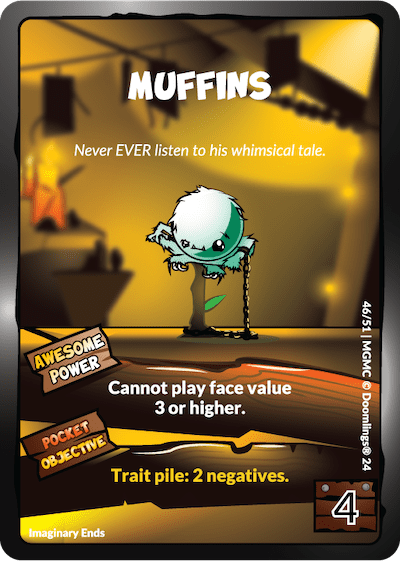 MUFFINS
Never EVER listen to his whimsical tale.
AWESOME
POWER
Cannot play face value
3 or higher.
POCKET
OBJECTIVE
Trait pile: 2 negatives.
4
Imaginary Ends
46/51 | MGMC © Doomlings® 24